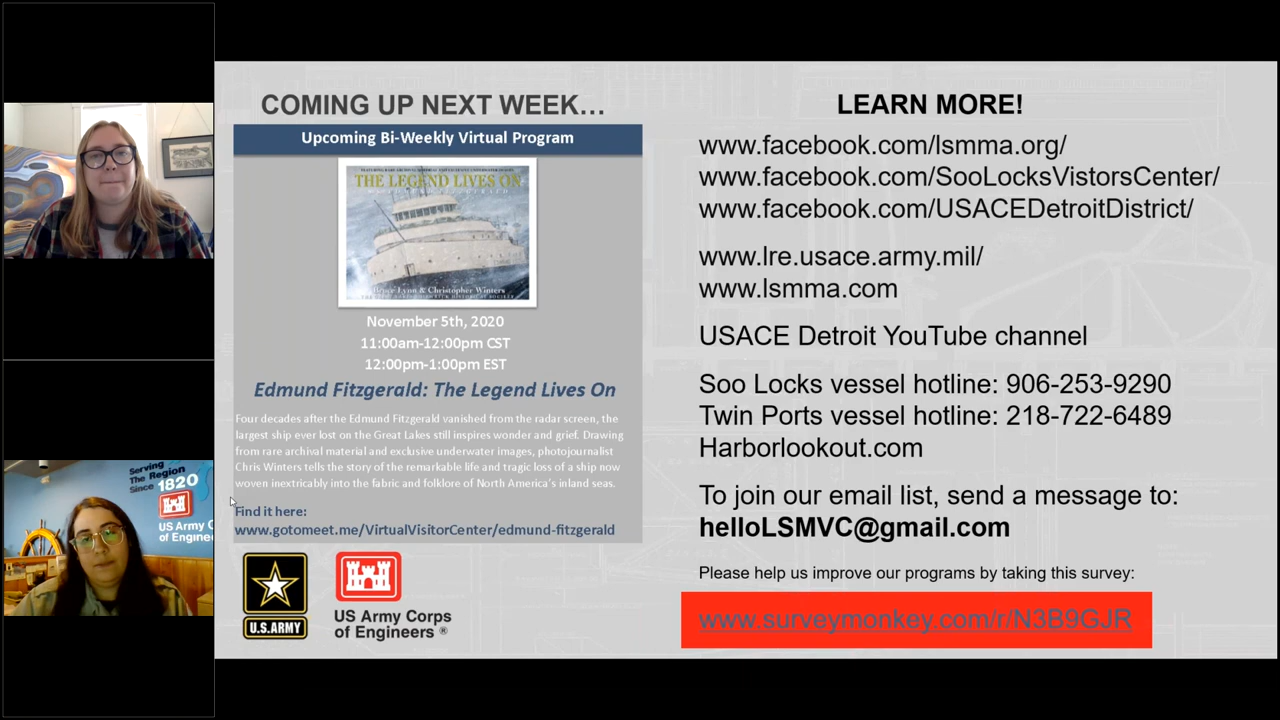 COMING UP NEXT WEEK…
Upcoming Bi-Weekly Virtual Program
THE LEGEND LIVES ON
Bruce Lynn & Christopher Winters
November 5th, 2020
11:00am-12:00pm CST
12:00pm-1:00pm EST
Edmund Fitzgerald: The Legend Lives On
Four decades after the Edmund Fitzgerald vanished from the radar screen, the
largest ship ever lost on the Great Lakes still inspires wonder and grief. Drawing
from rare archival material and exclusive underwater images, photojournalist
Chris Winters tells the story of the remarkable life and tragic loss of a ship now
woven inextricably into the fabric and folklore of North America's inland seas.
Find it here:
www.gotomeet.me/VirtualVisitorCenter/edmund-fitzgerald
U.S.ARMY
US Army Corps
of Engineers ®
LEARN MORE!
www.facebook.com/lsmma.org/
www.facebook.com/SooLocksVistorsCenter/
www.facebook.com/USACEDetroitDistrict/
www.lre.usace.army.mil/
www.lsmma.com
USACE Detroit YouTube channel
Soo Locks vessel hotline: 906-253-9290
Twin Ports vessel hotline: 218-722-6489
Harborlookout.com
To join our email list, send a message to:
helloLSMVC@gmail.com
Please help us improve our programs by taking this survey:
www.surveymonkey.com/r/N3B9GJR
Serving
The Region
Since 1820
US Army C
of Enginee